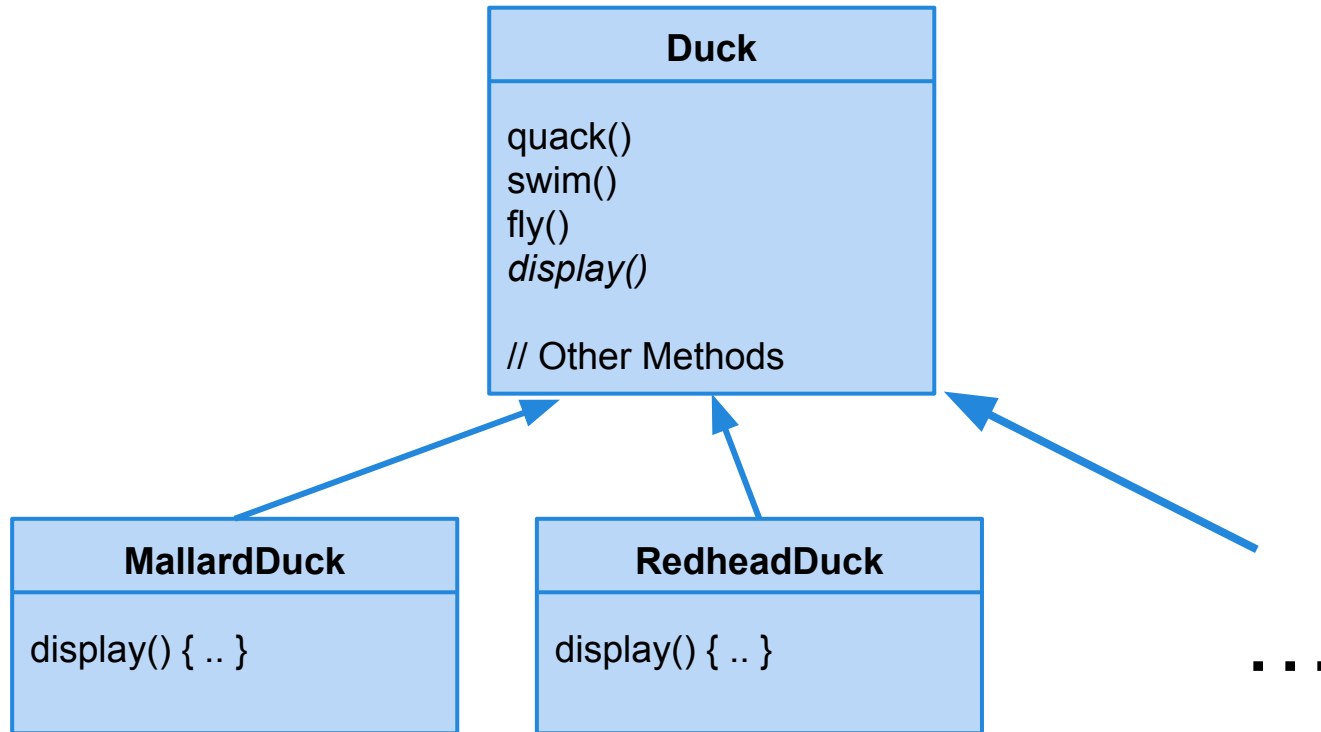 Duck
quack()
swim()
fly()
display()
// Other Methods
MallardDuck
display() { .. }
RedheadDuck
display() { .. }
...